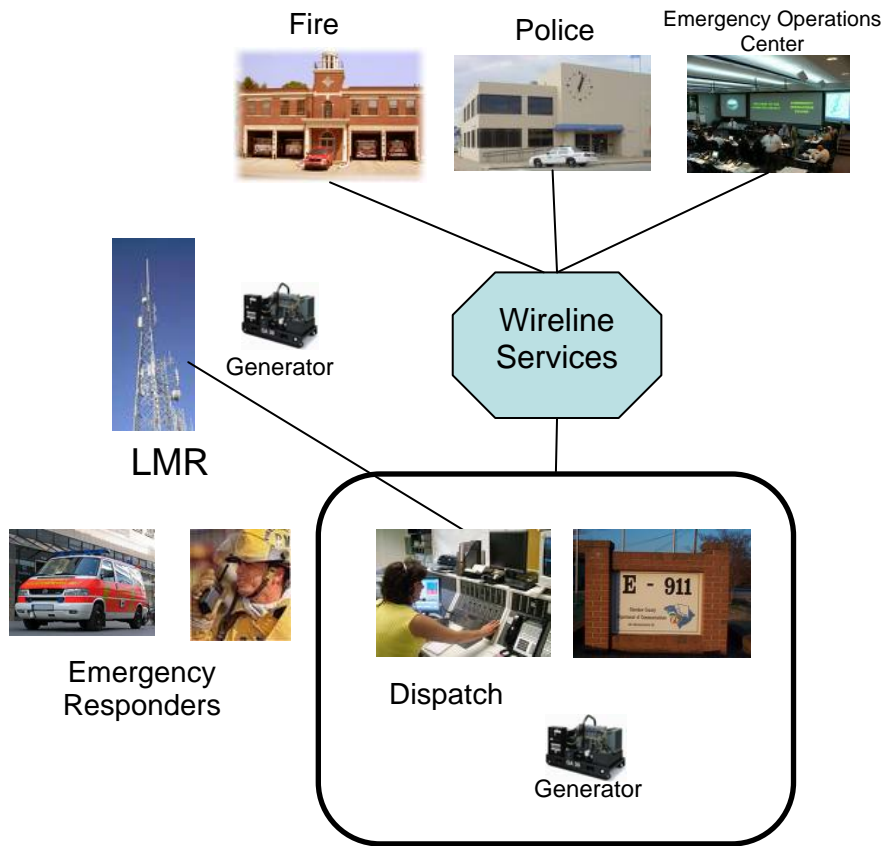 Fire
Police
Emergency Operations
Center
Wireline
Services
Generator
LMR
E - 911
Emergency
Responders
Dispatch
Generator